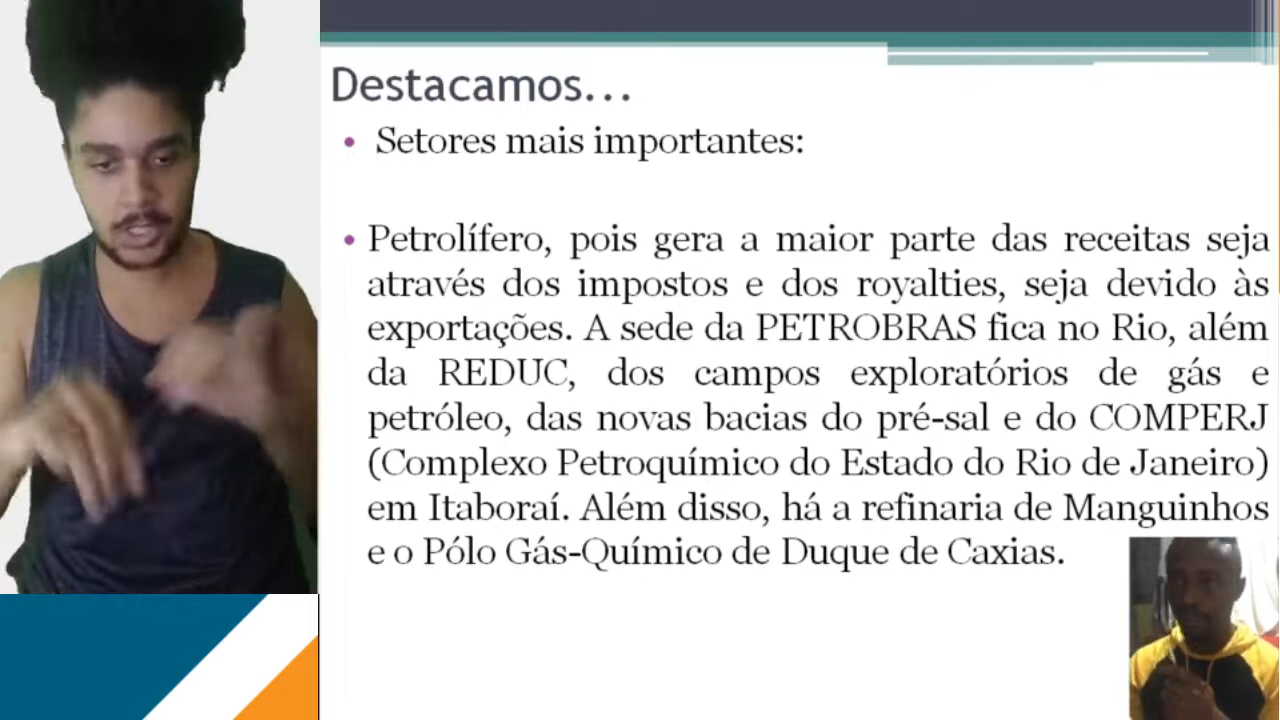 Destacamos...
• Setores mais importantes:
• Petrolífero, pois gera a maior parte das receitas seja
através dos impostos e dos royalties, seja devido às
exportações. A sede da PETROBRAS fica no Rio, além
da REDUC, dos campos exploratórios de gás e
petróleo, das novas bacias do pré-sal e do COMPERJ
(Complexo Petroquímico do Estado do Rio de Janeiro)
em Itaboraí. Além disso, há a refinaria de Manguinhos
e o Pólo Gás-Químico de Duque de Caxias.